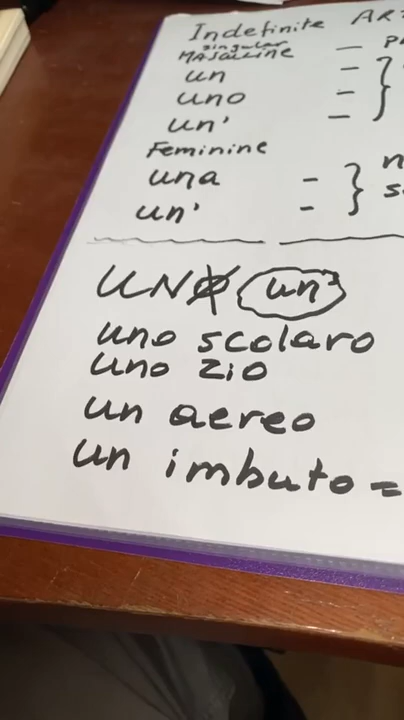 Indefinite AR
singular
MASCULINE — P
un –
uno –
un' –
Feminine
una –
un' –
UNO un'
uno scolaro
uno zio
un aereo
un imbuto =